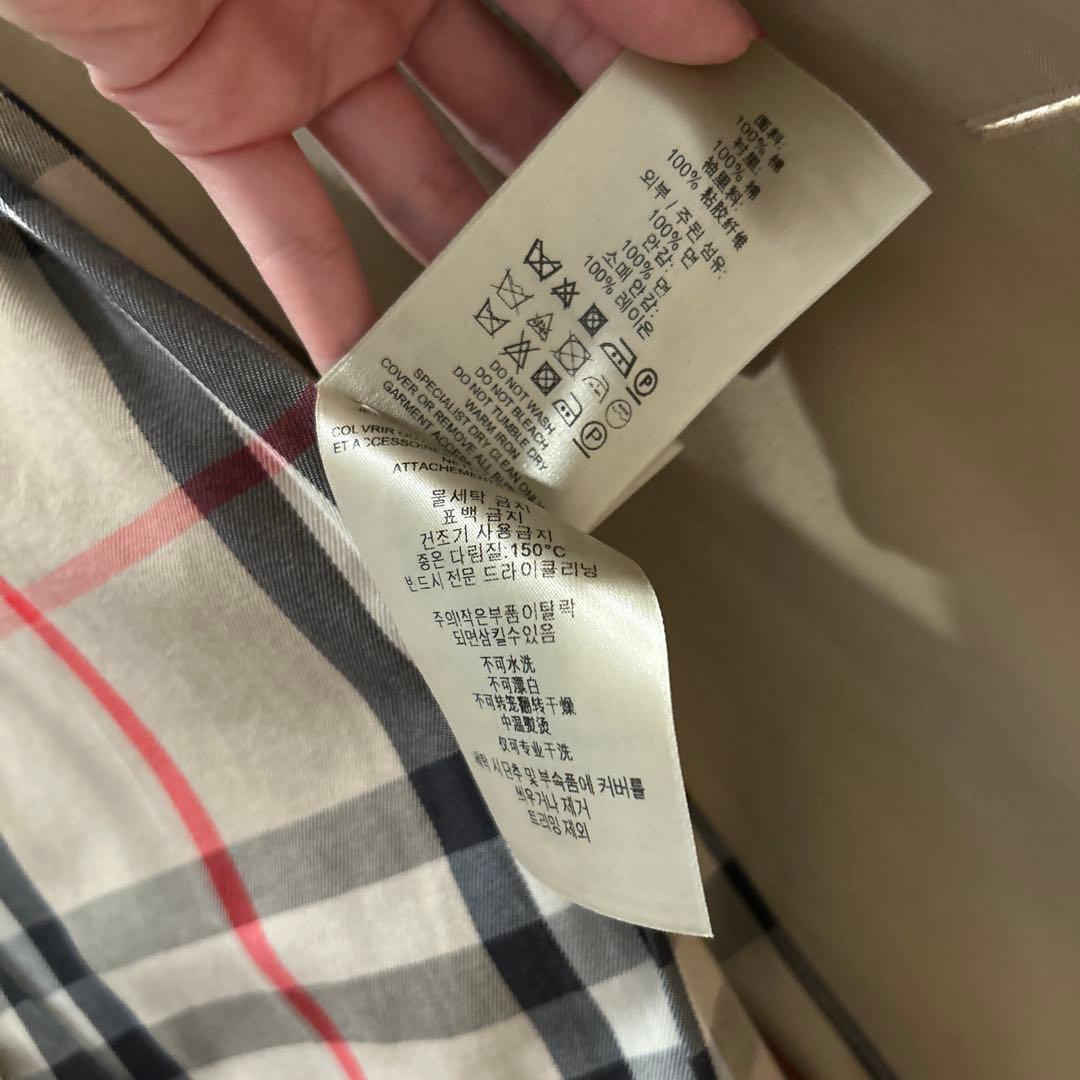 面料:
100% 棉
衬里:
100% 棉
袖里料:
100% 粘胶纤维
외부 / 주된 섬유:
100% 면
안감:
100% 면
소매 안감:
100% 레이온
P
P
DO NOT WASH
DO NOT BLEACH
DO NOT TUMBLE DRY
WARM IRON
SPECIALIST DRY CLEAN ONLY
COVER OR REMOVE ALL
GARMENT ACCESS
COUVRIR OU
ET ACCESSOIRE
ATTACHEMENT
물세탁 금지
표백 금지
건조기 사용금지
중온 다림질:150°C
반드시 전문 드라이클리닝
주의!작은부품이탈락
되면삼킬수있음
不可水洗
不可漂白
不可转笼翻转干燥
中温熨烫
仅可专业干洗
세탁 시 단추 및 부속품에 커버를
씌우거나 제거
트리밍 제외